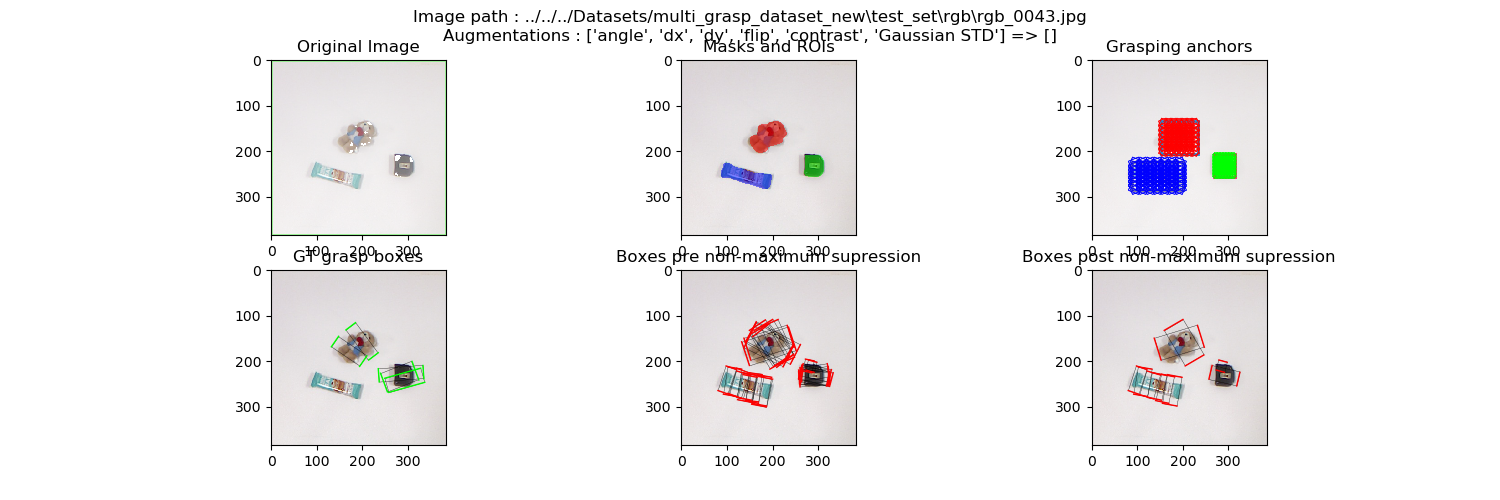 Image path : ../../../Datasets/multi_grasp_dataset_new\test_set\rgb\rgb_0043.jpg
Augmentations : ['angle', 'dx', 'dy', 'flip', 'contrast', 'Gaussian STD'] => []
Original Image
Masks and ROIs
Grasping anchors
0
100
200
300
0 100 200 300
0
100
200
300
0 100 200 300
0
100
200
300
0 100 200 300
GT grasp boxes
Boxes pre non-maximum supression
Boxes post non-maximum supression
0
100
200
300
0 100 200 300
0
100
200
300
0 100 200 300
0
100
200
300
0 100 200 300